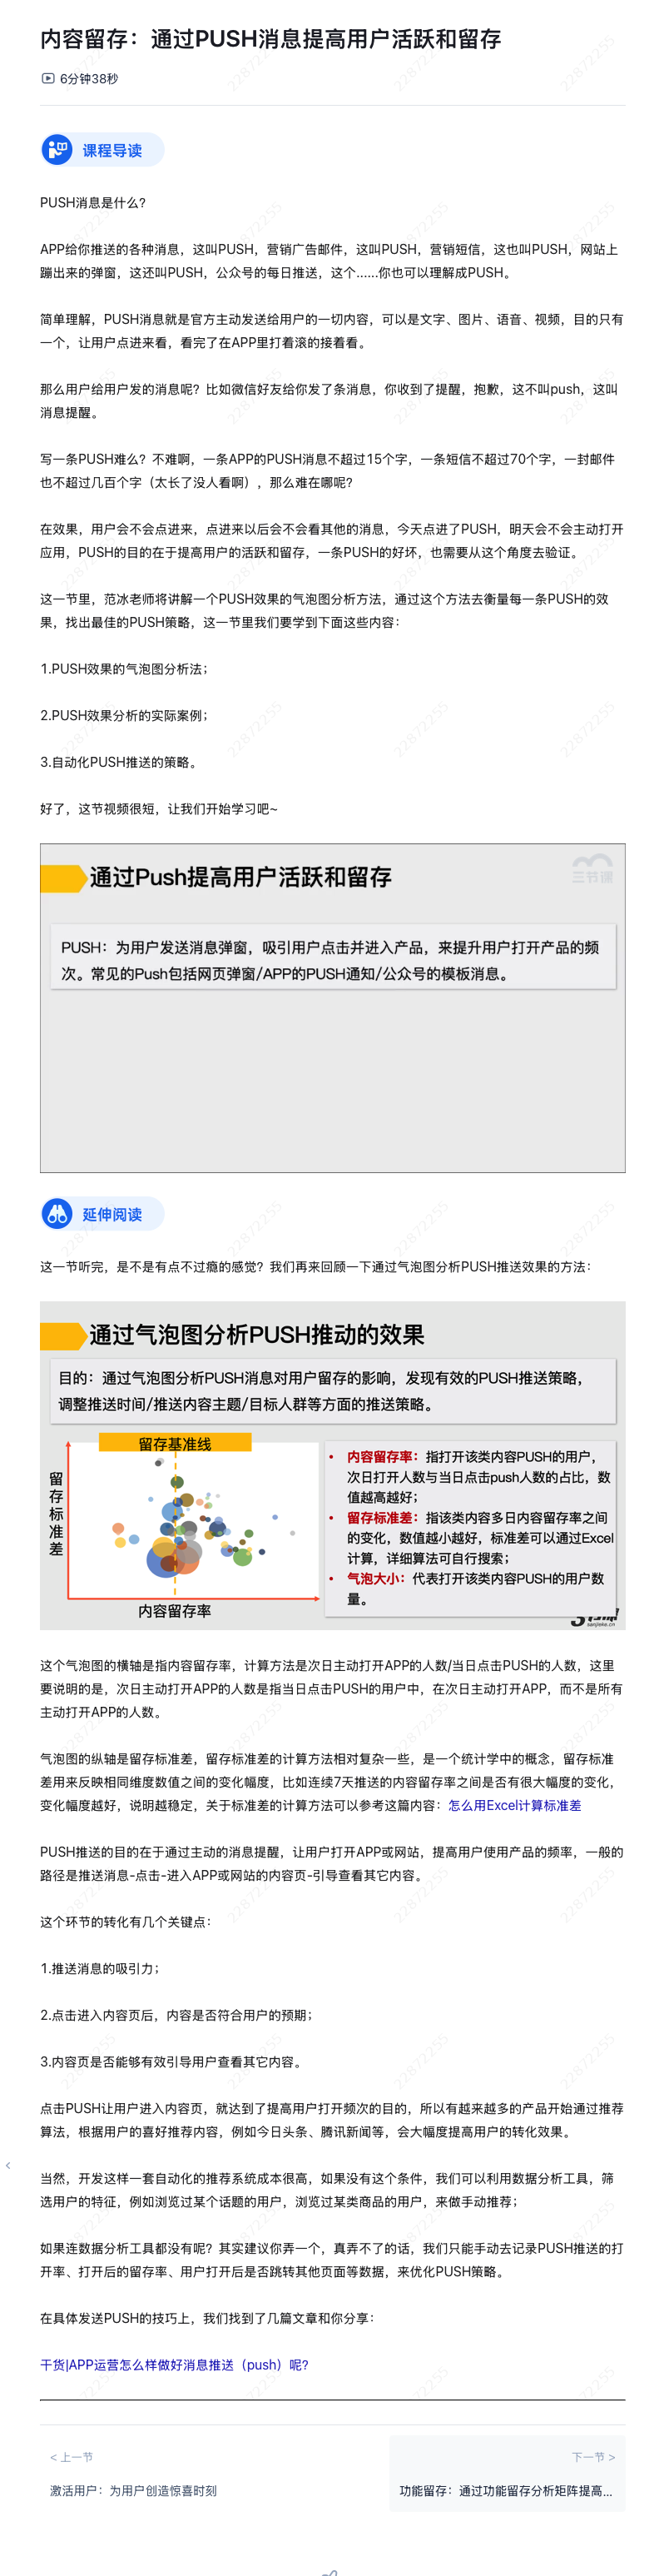 内容留存：通过PUSH消息提高用户活跃和留存
6分钟38秒
课程导读
PUSH消息是什么？
APP给你推送的各种消息，这叫PUSH，营销广告邮件，这叫PUSH，营销短信，这也叫PUSH，网站上
蹦出来的弹窗，这还叫PUSH，公众号的每日推送，这个……你也可以理解成PUSH。
简单理解，PUSH消息就是官方主动发送给用户的一切内容，可以是文字、图片、语音、视频，目的只有
一个，让用户点进来看，看完了在APP里打着滚的接着看。
那么用户给用户发的消息呢？比如微信好友给你发了条消息，你收到了提醒，抱歉，这不叫push，这叫
消息提醒。
写一条PUSH难么？不难啊，一条APP的PUSH消息不超过15个字，一条短信不超过70个字，一封邮件
也不超过几百个字（太长了没人看啊），那么难在哪呢？
在效果，用户会不会点进来，点进来以后会不会看其他的消息，今天点进了PUSH，明天会不会主动打开
应用，PUSH的目的在于提高用户的活跃和留存，一条PUSH的好坏，也需要从这个角度去验证。
这一节里，范冰老师将讲解一个PUSH效果的气泡图分析方法，通过这个方法去衡量每一条PUSH的效
果，找出最佳的PUSH策略，这一节里我们要学到下面这些内容：
1.PUSH效果的气泡图分析法；
2.PUSH效果分析的实际案例；
3.自动化PUSH推送的策略。
好了，这节视频很短，让我们开始学习吧~
三节课
通过Push提高用户活跃和留存
PUSH：为用户发送消息弹窗，吸引用户点击并进入产品，来提升用户打开产品的频
次。常见的Push包括网页弹窗/APP的PUSH通知/公众号的模板消息。
延伸阅读
这一节听完，是不是有点不过瘾的感觉？我们再来回顾一下通过气泡图分析PUSH推送效果的方法：
通过气泡图分析PUSH推动的效果
目的：通过气泡图分析PUSH消息对用户留存的影响，发现有效的PUSH推送策略，
调整推送时间/推送内容主题/目标人群等方面的推送策略。
留存基准线
留存标准差
内容留存率
• 内容留存率：指打开该类内容PUSH的用户，
次日打开人数与当日点击push人数的占比，数
值越高越好；
• 留存标准差：指该类内容多日内容留存率之间
的变化，数值越小越好，标准差可以通过Excel
计算，详细算法可自行搜索；
• 气泡大小：代表打开该类内容PUSH的用户数
量。
sanjieke.cn
这个气泡图的横轴是指内容留存率，计算方法是次日主动打开APP的人数/当日点击PUSH的人数，这里
要说明的是，次日主动打开APP的人数是指当日点击PUSH的用户中，在次日主动打开APP，而不是所有
主动打开APP的人数。
气泡图的纵轴是留存标准差，留存标准差的计算方法相对复杂一些，是一个统计学中的概念，留存标准
差用来反映相同维度数值之间的变化幅度，比如连续7天推送的内容留存率之间是否有很大幅度的变化，
变化幅度越好，说明越稳定，关于标准差的计算方法可以参考这篇内容：怎么用Excel计算标准差
PUSH推送的目的在于通过主动的消息提醒，让用户打开APP或网站，提高用户使用产品的频率，一般的
路径是推送消息-点击-进入APP或网站的内容页-引导查看其它内容。
这个环节的转化有几个关键点：
1.推送消息的吸引力；
2.点击进入内容页后，内容是否符合用户的预期；
3.内容页是否能够有效引导用户查看其它内容。
点击PUSH让用户进入内容页，就达到了提高用户打开频次的目的，所以有越来越多的产品开始通过推荐
算法，根据用户的喜好推荐内容，例如今日头条、腾讯新闻等，会大幅度提高用户的转化效果。
当然，开发这样一套自动化的推荐系统成本很高，如果没有这个条件，我们可以利用数据分析工具，筛
选用户的特征，例如浏览过某个话题的用户，浏览过某类商品的用户，来做手动推荐；
如果连数据分析工具都没有呢？其实建议你弄一个，真弄不了的话，我们只能手动去记录PUSH推送的打
开率、打开后的留存率、用户打开后是否跳转其他页面等数据，来优化PUSH策略。
在具体发送PUSH的技巧上，我们找到了几篇文章和你分享：
干货|APP运营怎么样做好消息推送（push）呢？
< 上一节
激活用户：为用户创造惊喜时刻
下一节 >
功能留存：通过功能留存分析矩阵提高...
22872255